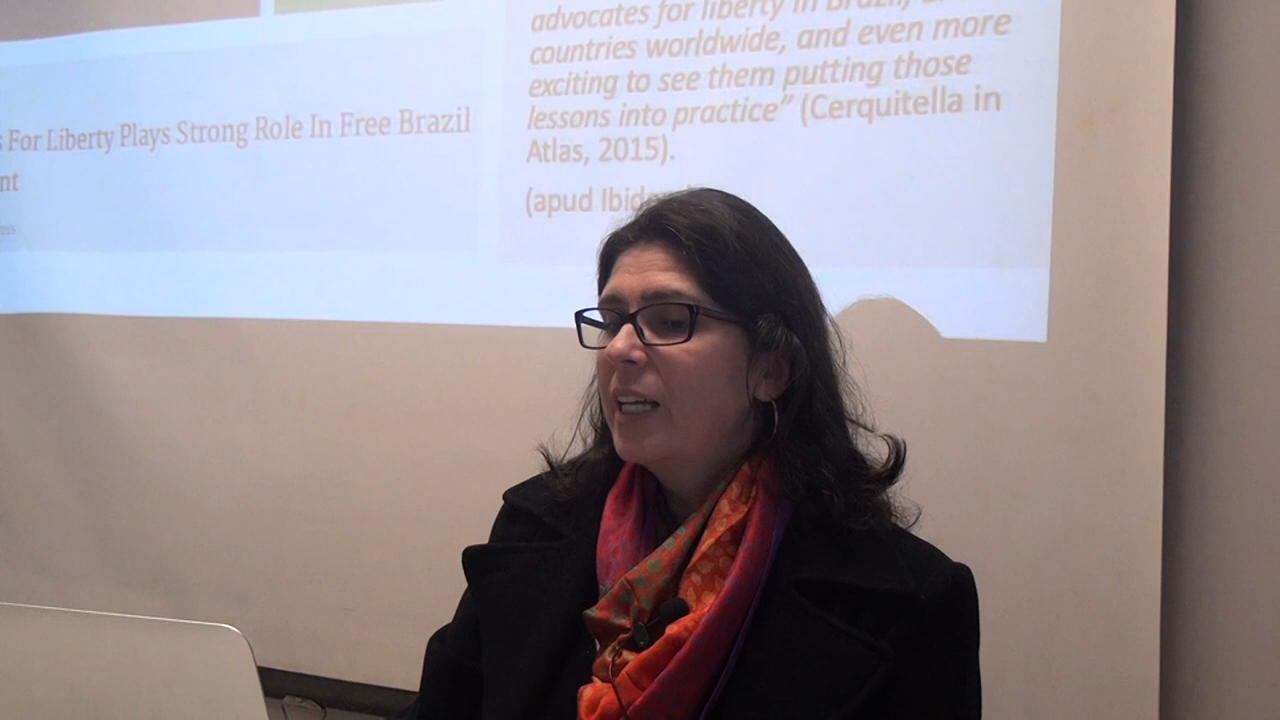 s For Liberty Plays Strong Role In Free Brazil
nt
advocates for liberty in Brazil,
countries worldwide, and even more
exciting to see them putting those
lessons into practice” (Cerquitella in
Atlas, 2015).
(apud